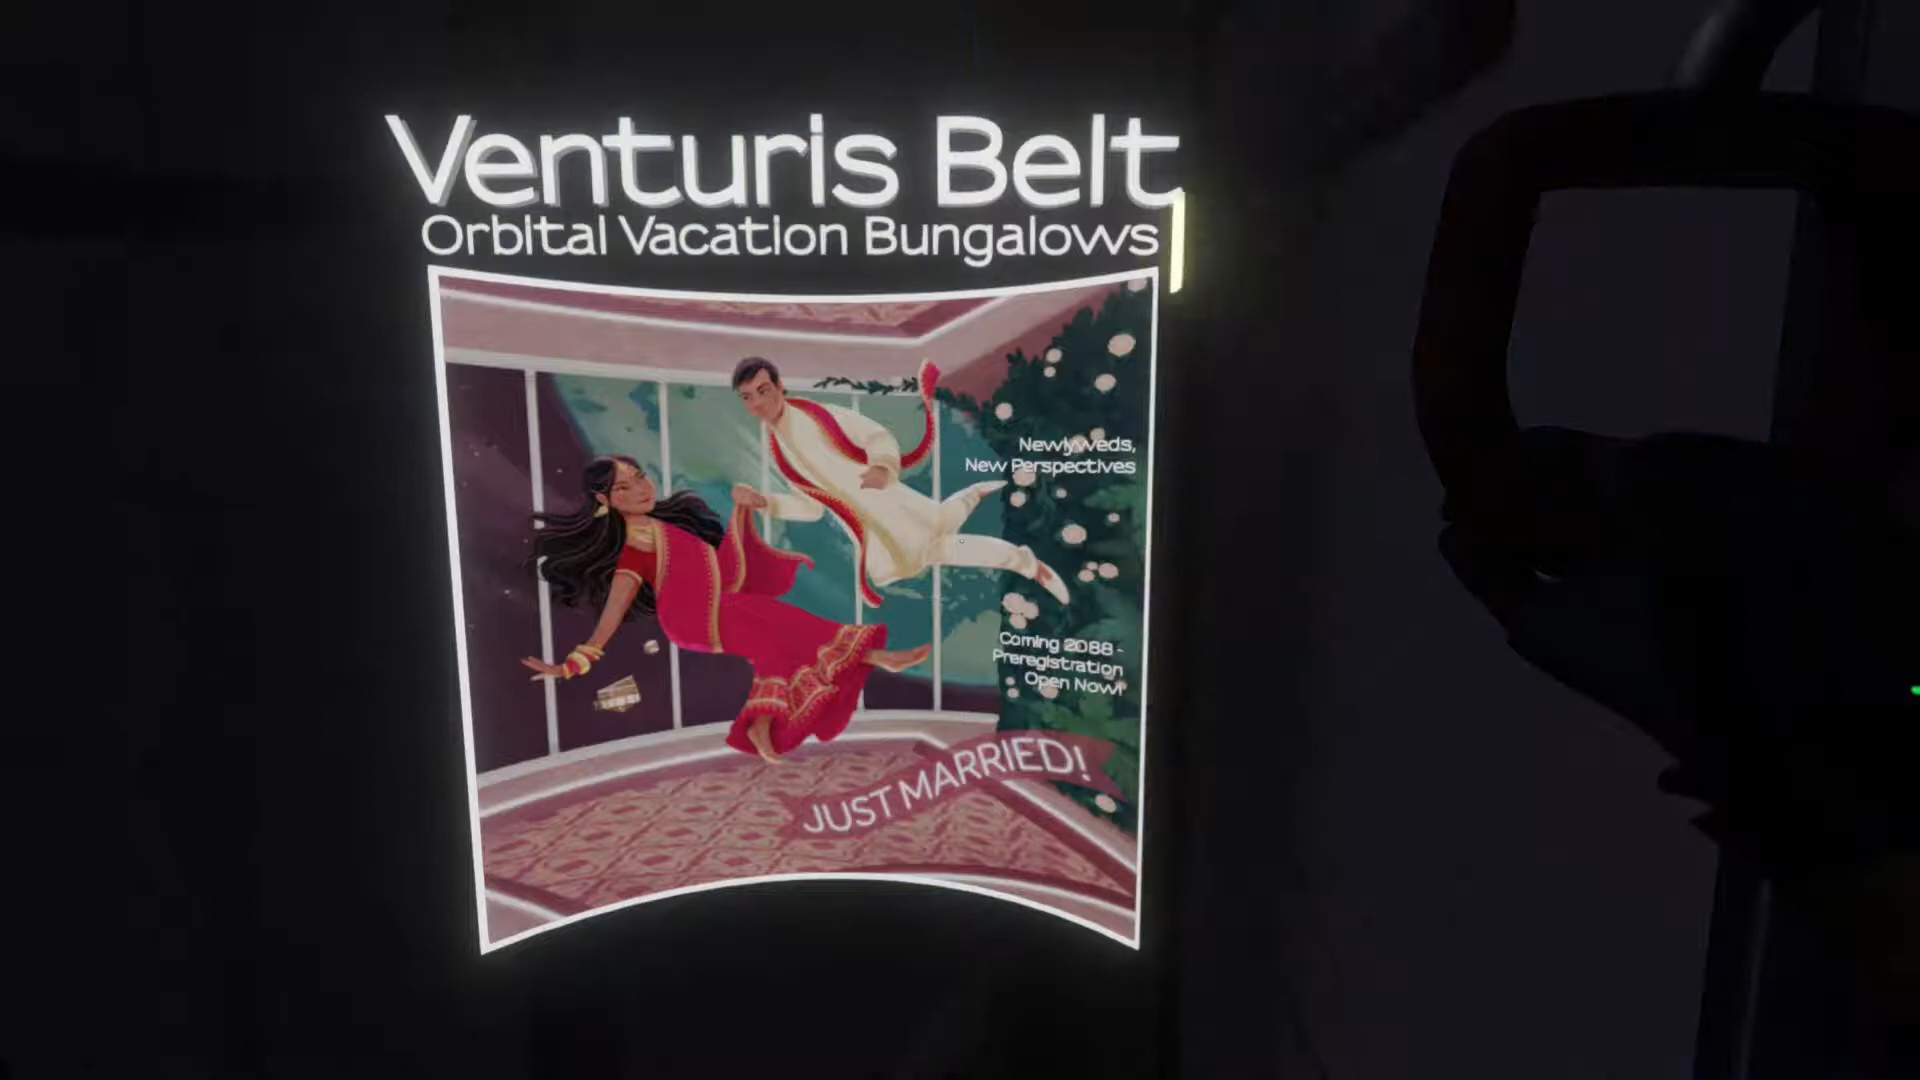 Venturis Belt
Orbital Vacation Bungalows
Newlyweds,
New Perspectives
Coming 2088 -
Preregistration
Open Now!
JUST MARRIED!